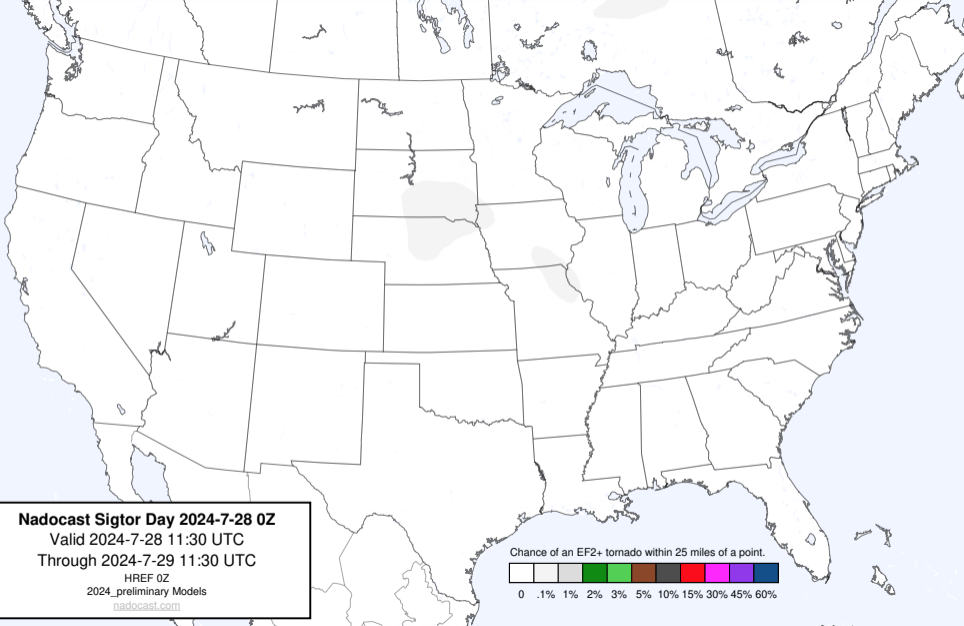 Nadocast Sigtor Day 2024-7-28 0Z
Valid 2024-7-28 11:30 UTC
Through 2024-7-29 11:30 UTC
HREF 0Z
2024_preliminary Models
nadocast.com
Chance of an EF2+ tornado within 25 miles of a point.
0 .1% 1% 2% 3% 5% 10% 15% 30% 45% 60%